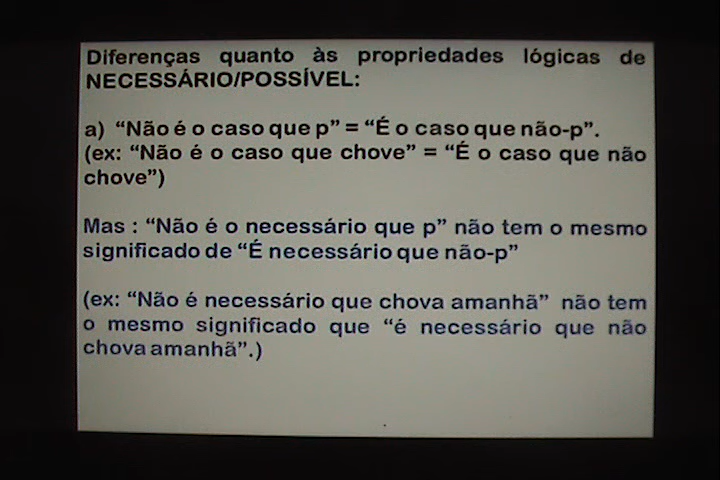 Diferenças quanto às propriedades lógicas de
NECESSÁRIO/POSSÍVEL:
a) “Não é o caso que p” = “É o caso que não-p”.
(ex: “Não é o caso que chove” = “É o caso que não
chove”)
Mas : “Não é o necessário que p” não tem o mesmo
significado de “É necessário que não-p”
(ex: “Não é necessário que chova amanhã” não tem
o mesmo significado que “é necessário que não
chova amanhã”.)